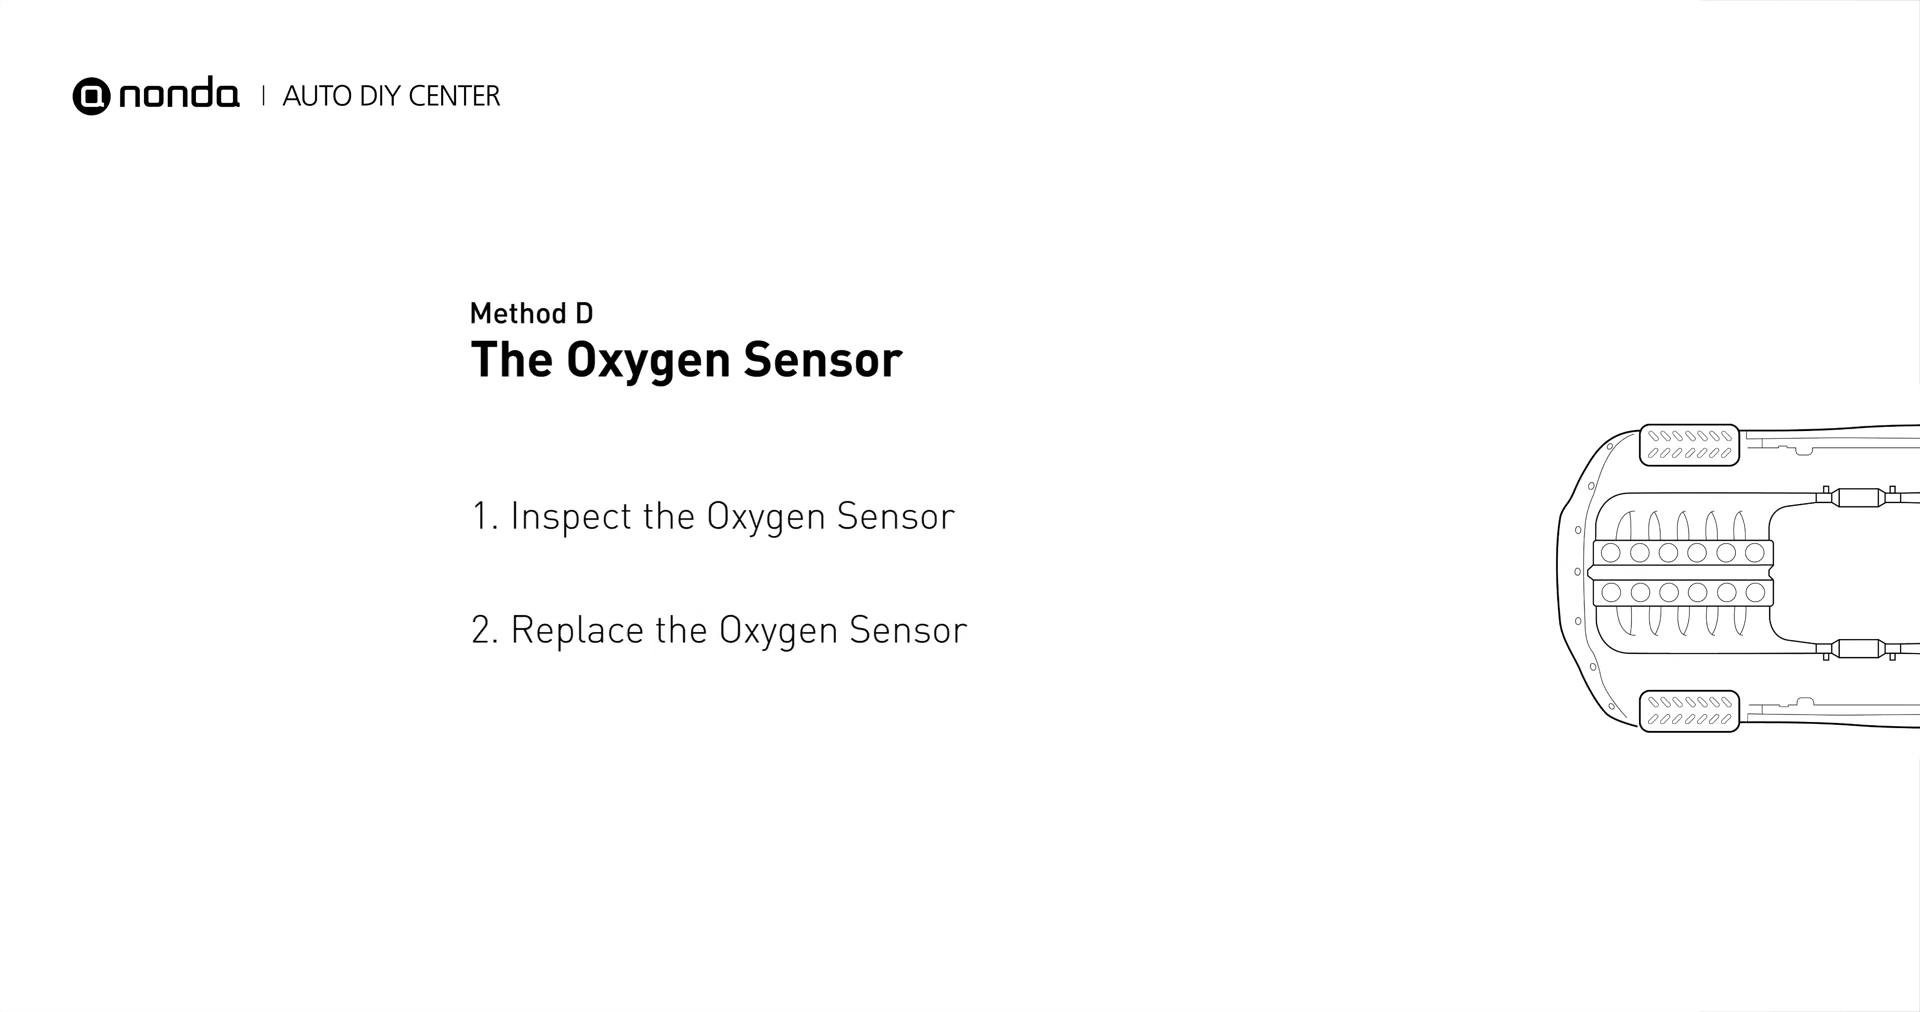 nonda | AUTO DIY CENTER
Method D
The Oxygen Sensor
1. Inspect the Oxygen Sensor
2. Replace the Oxygen Sensor